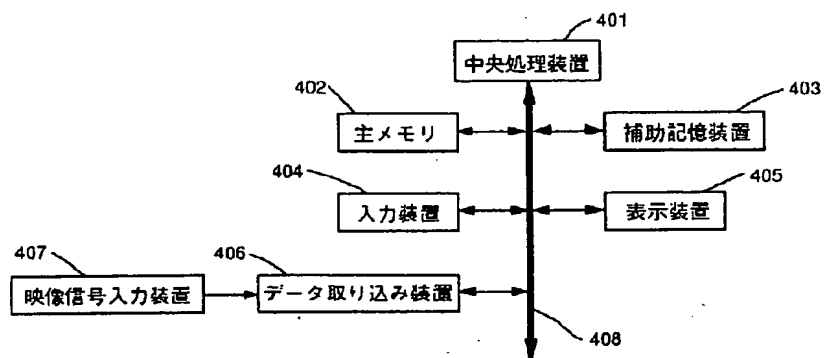 401
中央処理装置
402
主メモリ
403
補助記憶装置
404
入力装置
405
表示装置
407
映像信号入力装置
406
データ取り込み装置
408